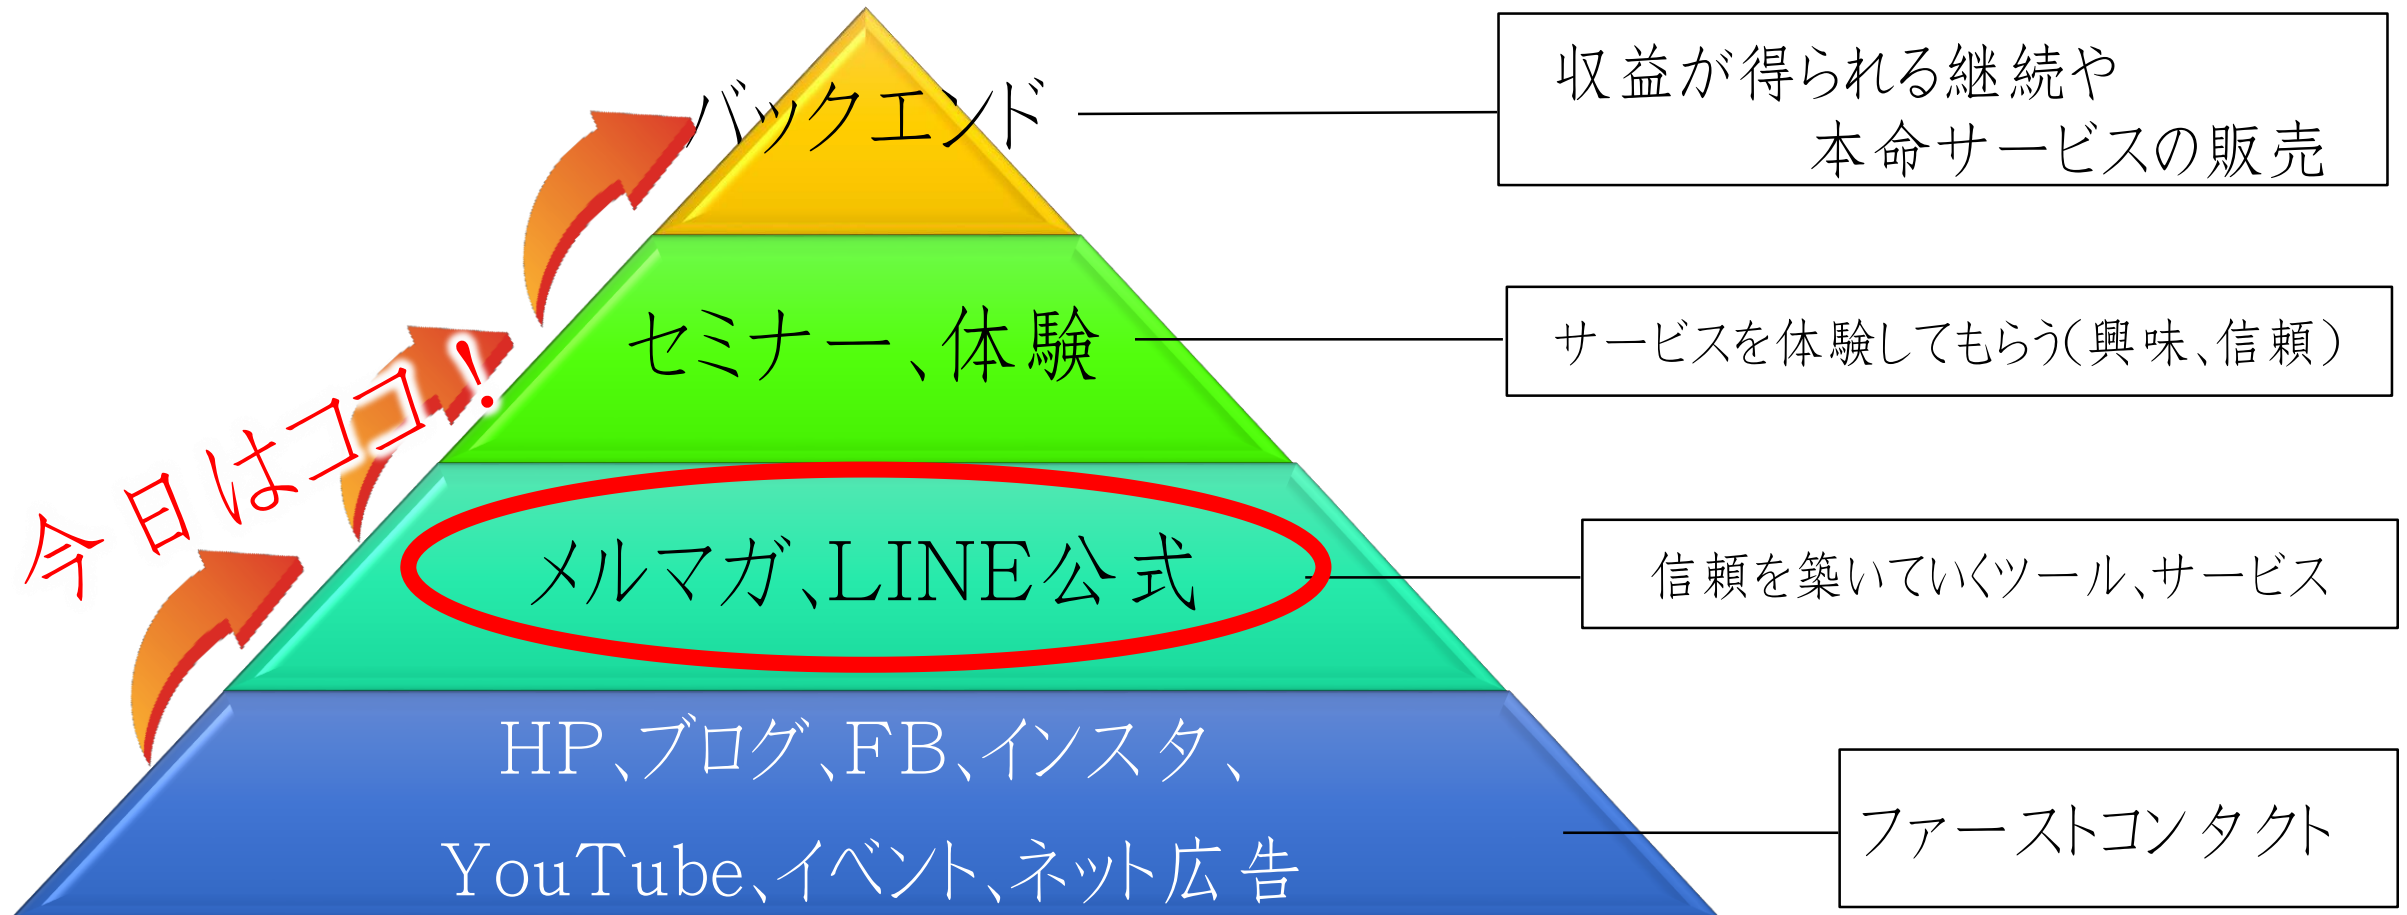 バックエンド
収益が得られる継続や
本命サービスの販売
セミナー、体験
サービスを体験してもらう(興味、信頼)
今日はココ！
メルマガ、LINE公式
信頼を築いていくツール、サービス
HP、ブログ、FB、インスタ、
YouTube、イベント、ネット広告
ファーストコンタクト